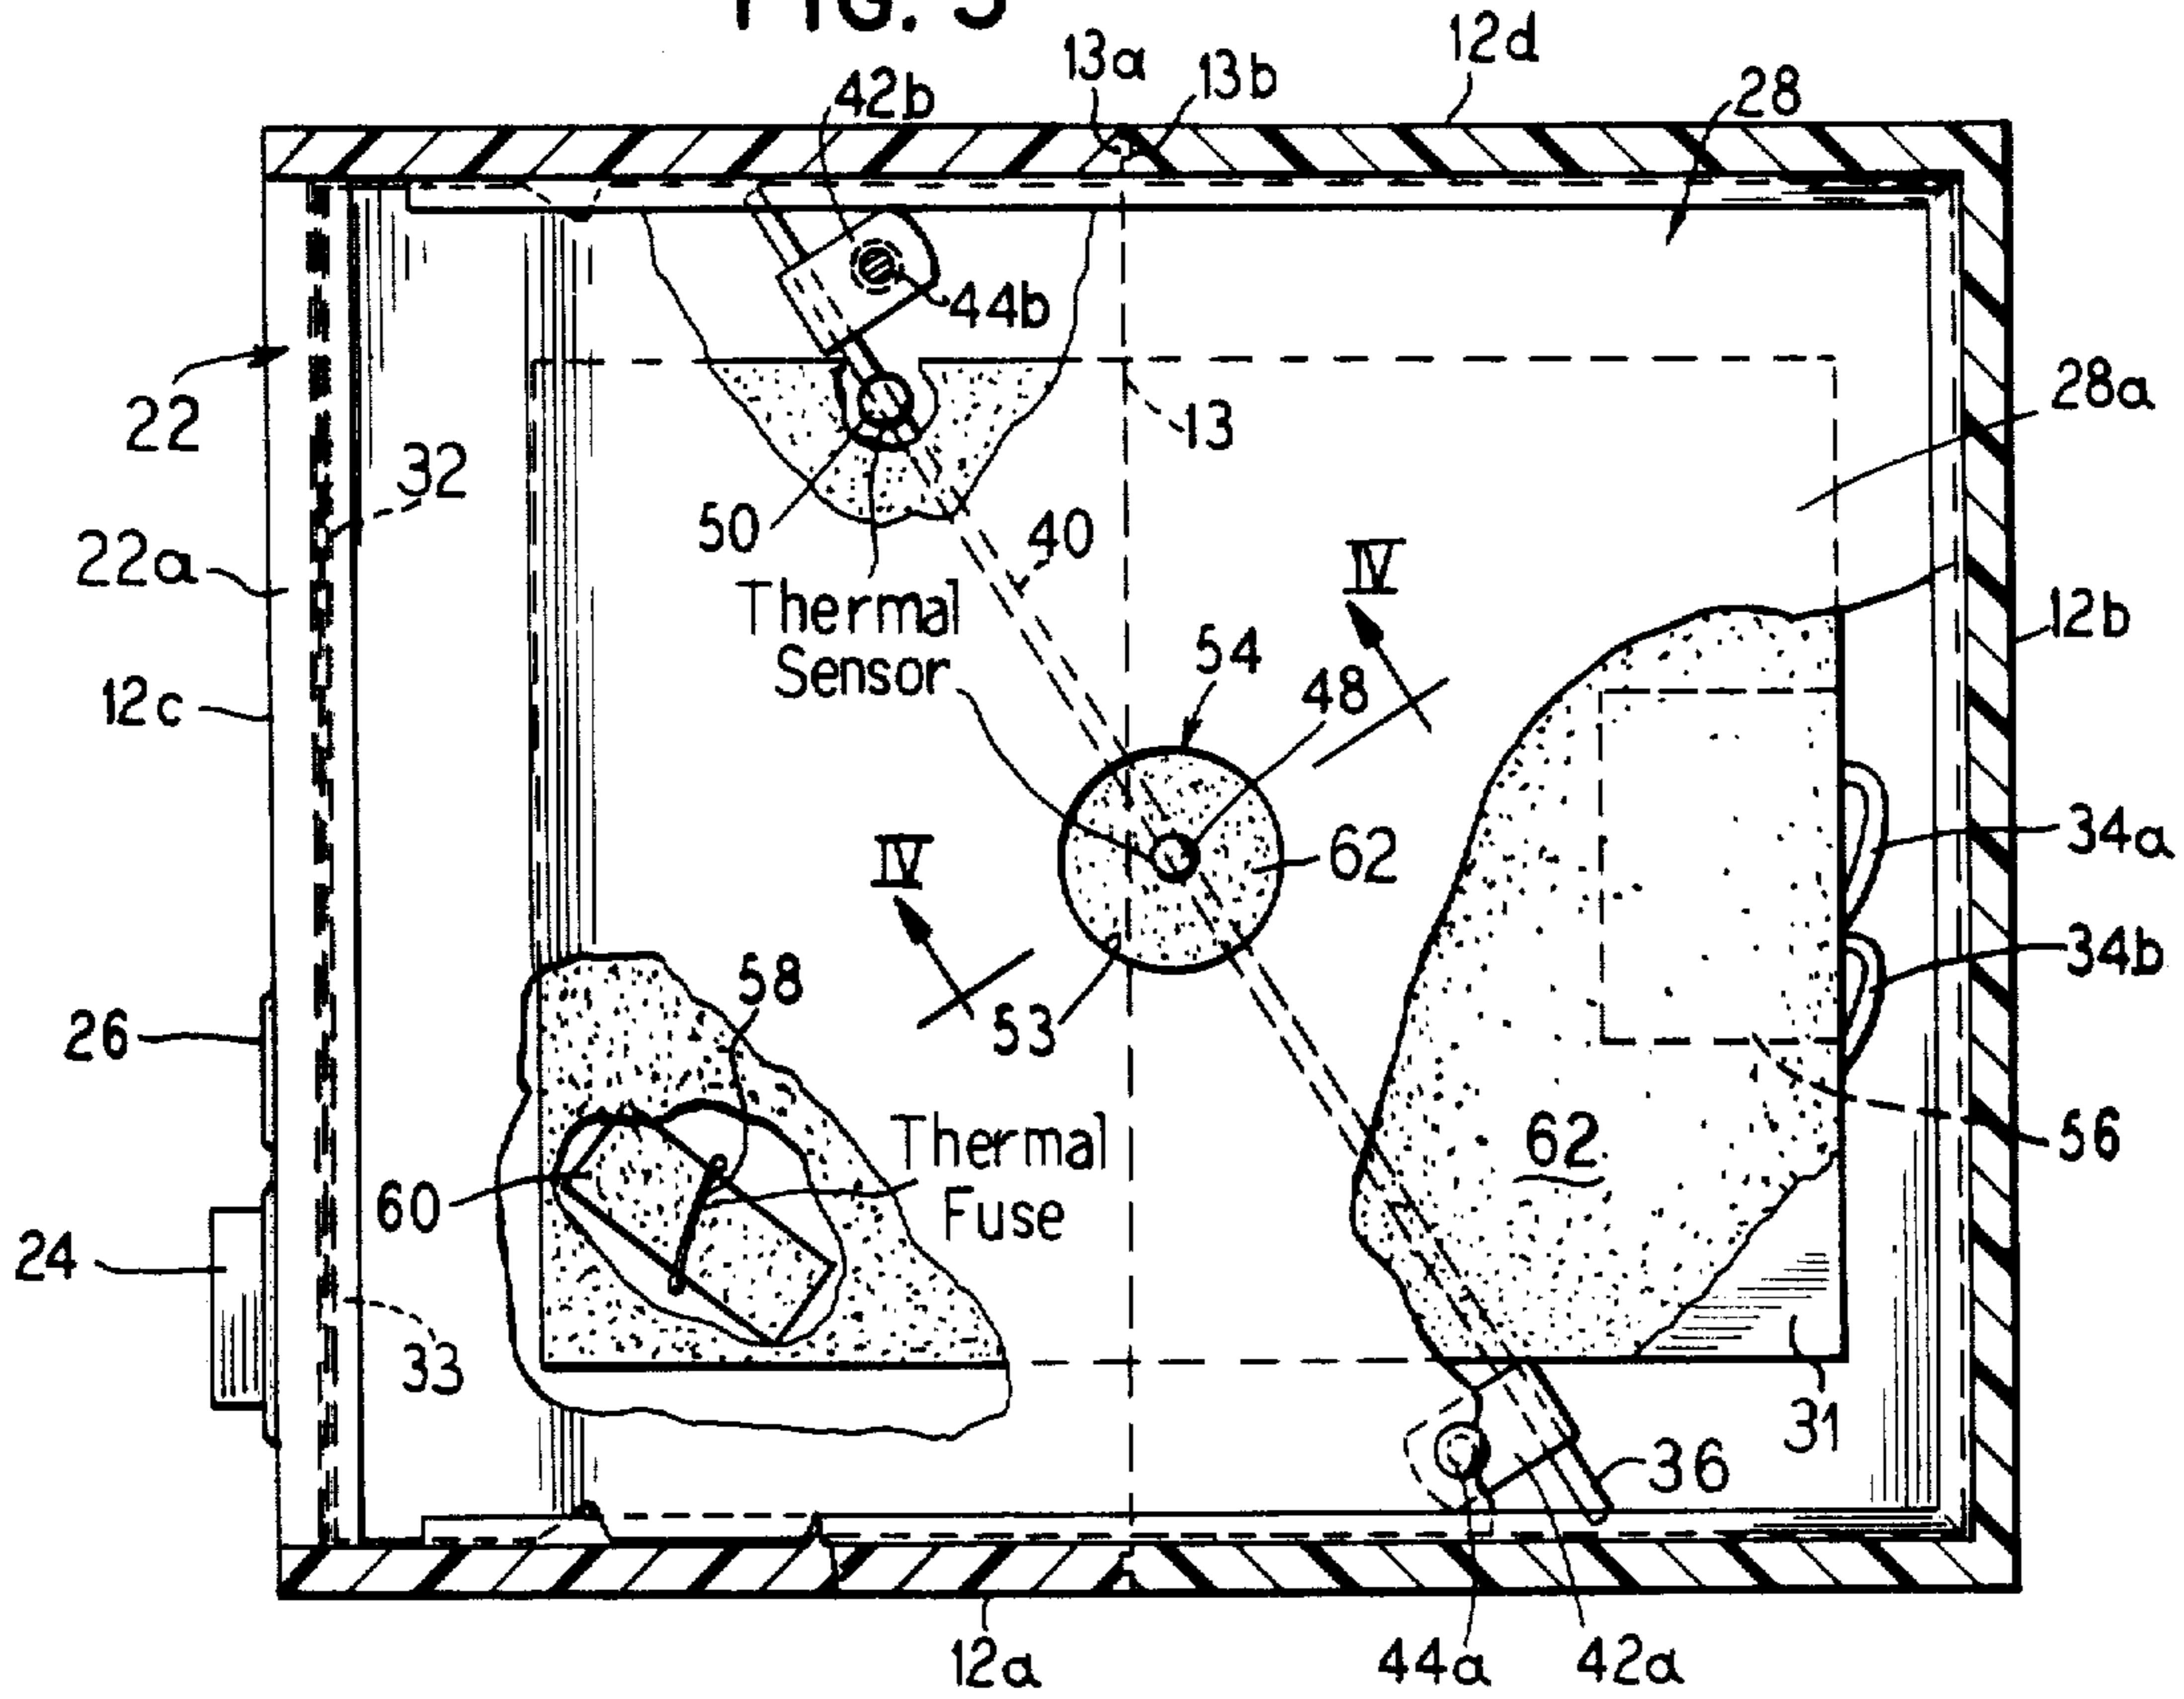 FIG. 3
13a
12d
13b
42b
28
44b
28a
22
13
32
50
40
IV
22a
Thermal
Sensor
12b
54
48
12c
34a
IV
62
34b
58
53
26
Thermal
Fuse
62
56
60
24
33
31
36
12a
44a
42a